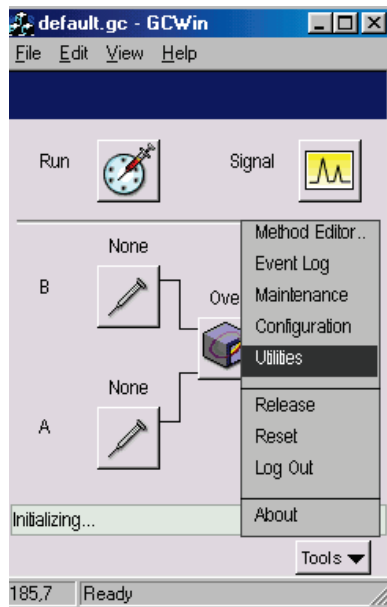 default.gc - GCWin
File Edit View Help
Run
Signal
None
B
Ove
None
A
Method Editor..
Event Log
Maintenance
Configuration
Utilities
Release
Reset
Log Out
About
Initializing...
Tools
185,7 Ready